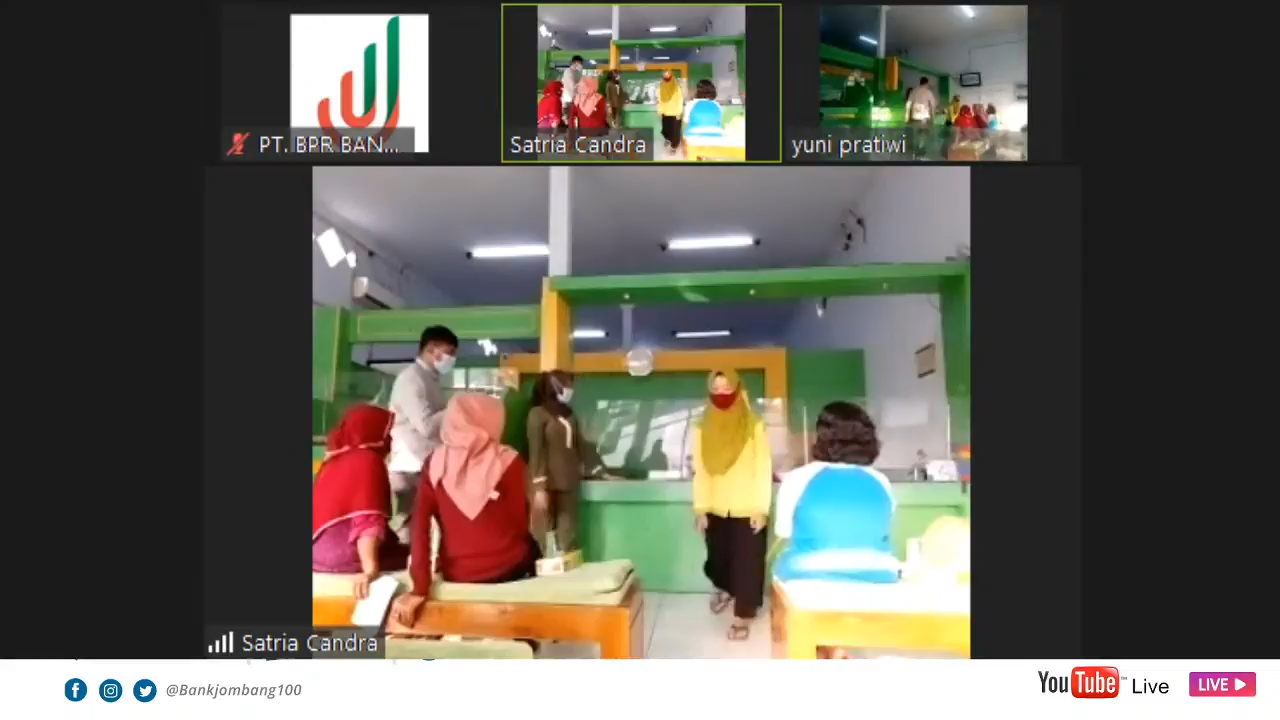 PT. BPR BAN...
Satria Candra
yuni pratiwi
Satria Candra
@Bankjombang100
YouTube Live
LIVE